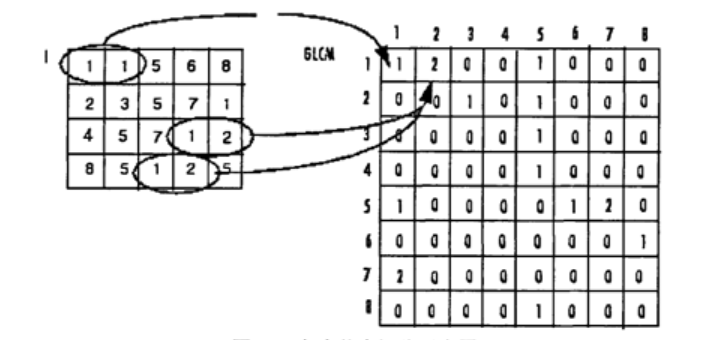 I
1 1 5 6 8
2 3 5 7 1
4 5 7 1 2
8 5 1 2 5
GLCM
1 2 3 4 5 6 7 8
1 1 2 0 0 1 0 0 0
2 0 0 1 0 1 0 0 0
3 0 0 0 0 1 0 0 0
4 0 0 0 0 1 0 0 0
5 1 0 0 0 0 1 2 0
6 0 0 0 0 0 0 0 1
7 2 0 0 0 0 0 0 0
8 0 0 0 0 1 0 0 0